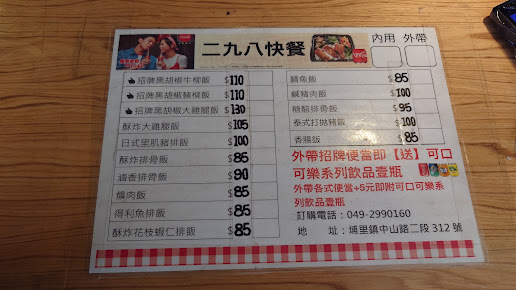 二九八快餐
內用 外帶
招牌黑胡椒牛柳飯 $110
招牌黑胡椒豬柳飯 $110
招牌黑胡椒大雞腿飯 $130
酥炸大雞腿飯 $105
日式里肌豬排飯 $100
酥炸排骨飯 $85
滷香排骨飯 $90
爌肉飯 $85
得利魚排飯 $85
酥炸花枝蝦仁排飯 $85
鯖魚飯 $85
鹹豬肉飯 $100
糖醋排骨飯 $95
泰式打拋豬飯 $100
香腸飯 $85
外帶招牌便當即【送】可口
可樂系列飲品壹瓶
外帶各式便當+5元即附可口可樂系
列飲品壹瓶
訂購電話：049-2990160
地 址：埔里鎮中山路二段 312 號